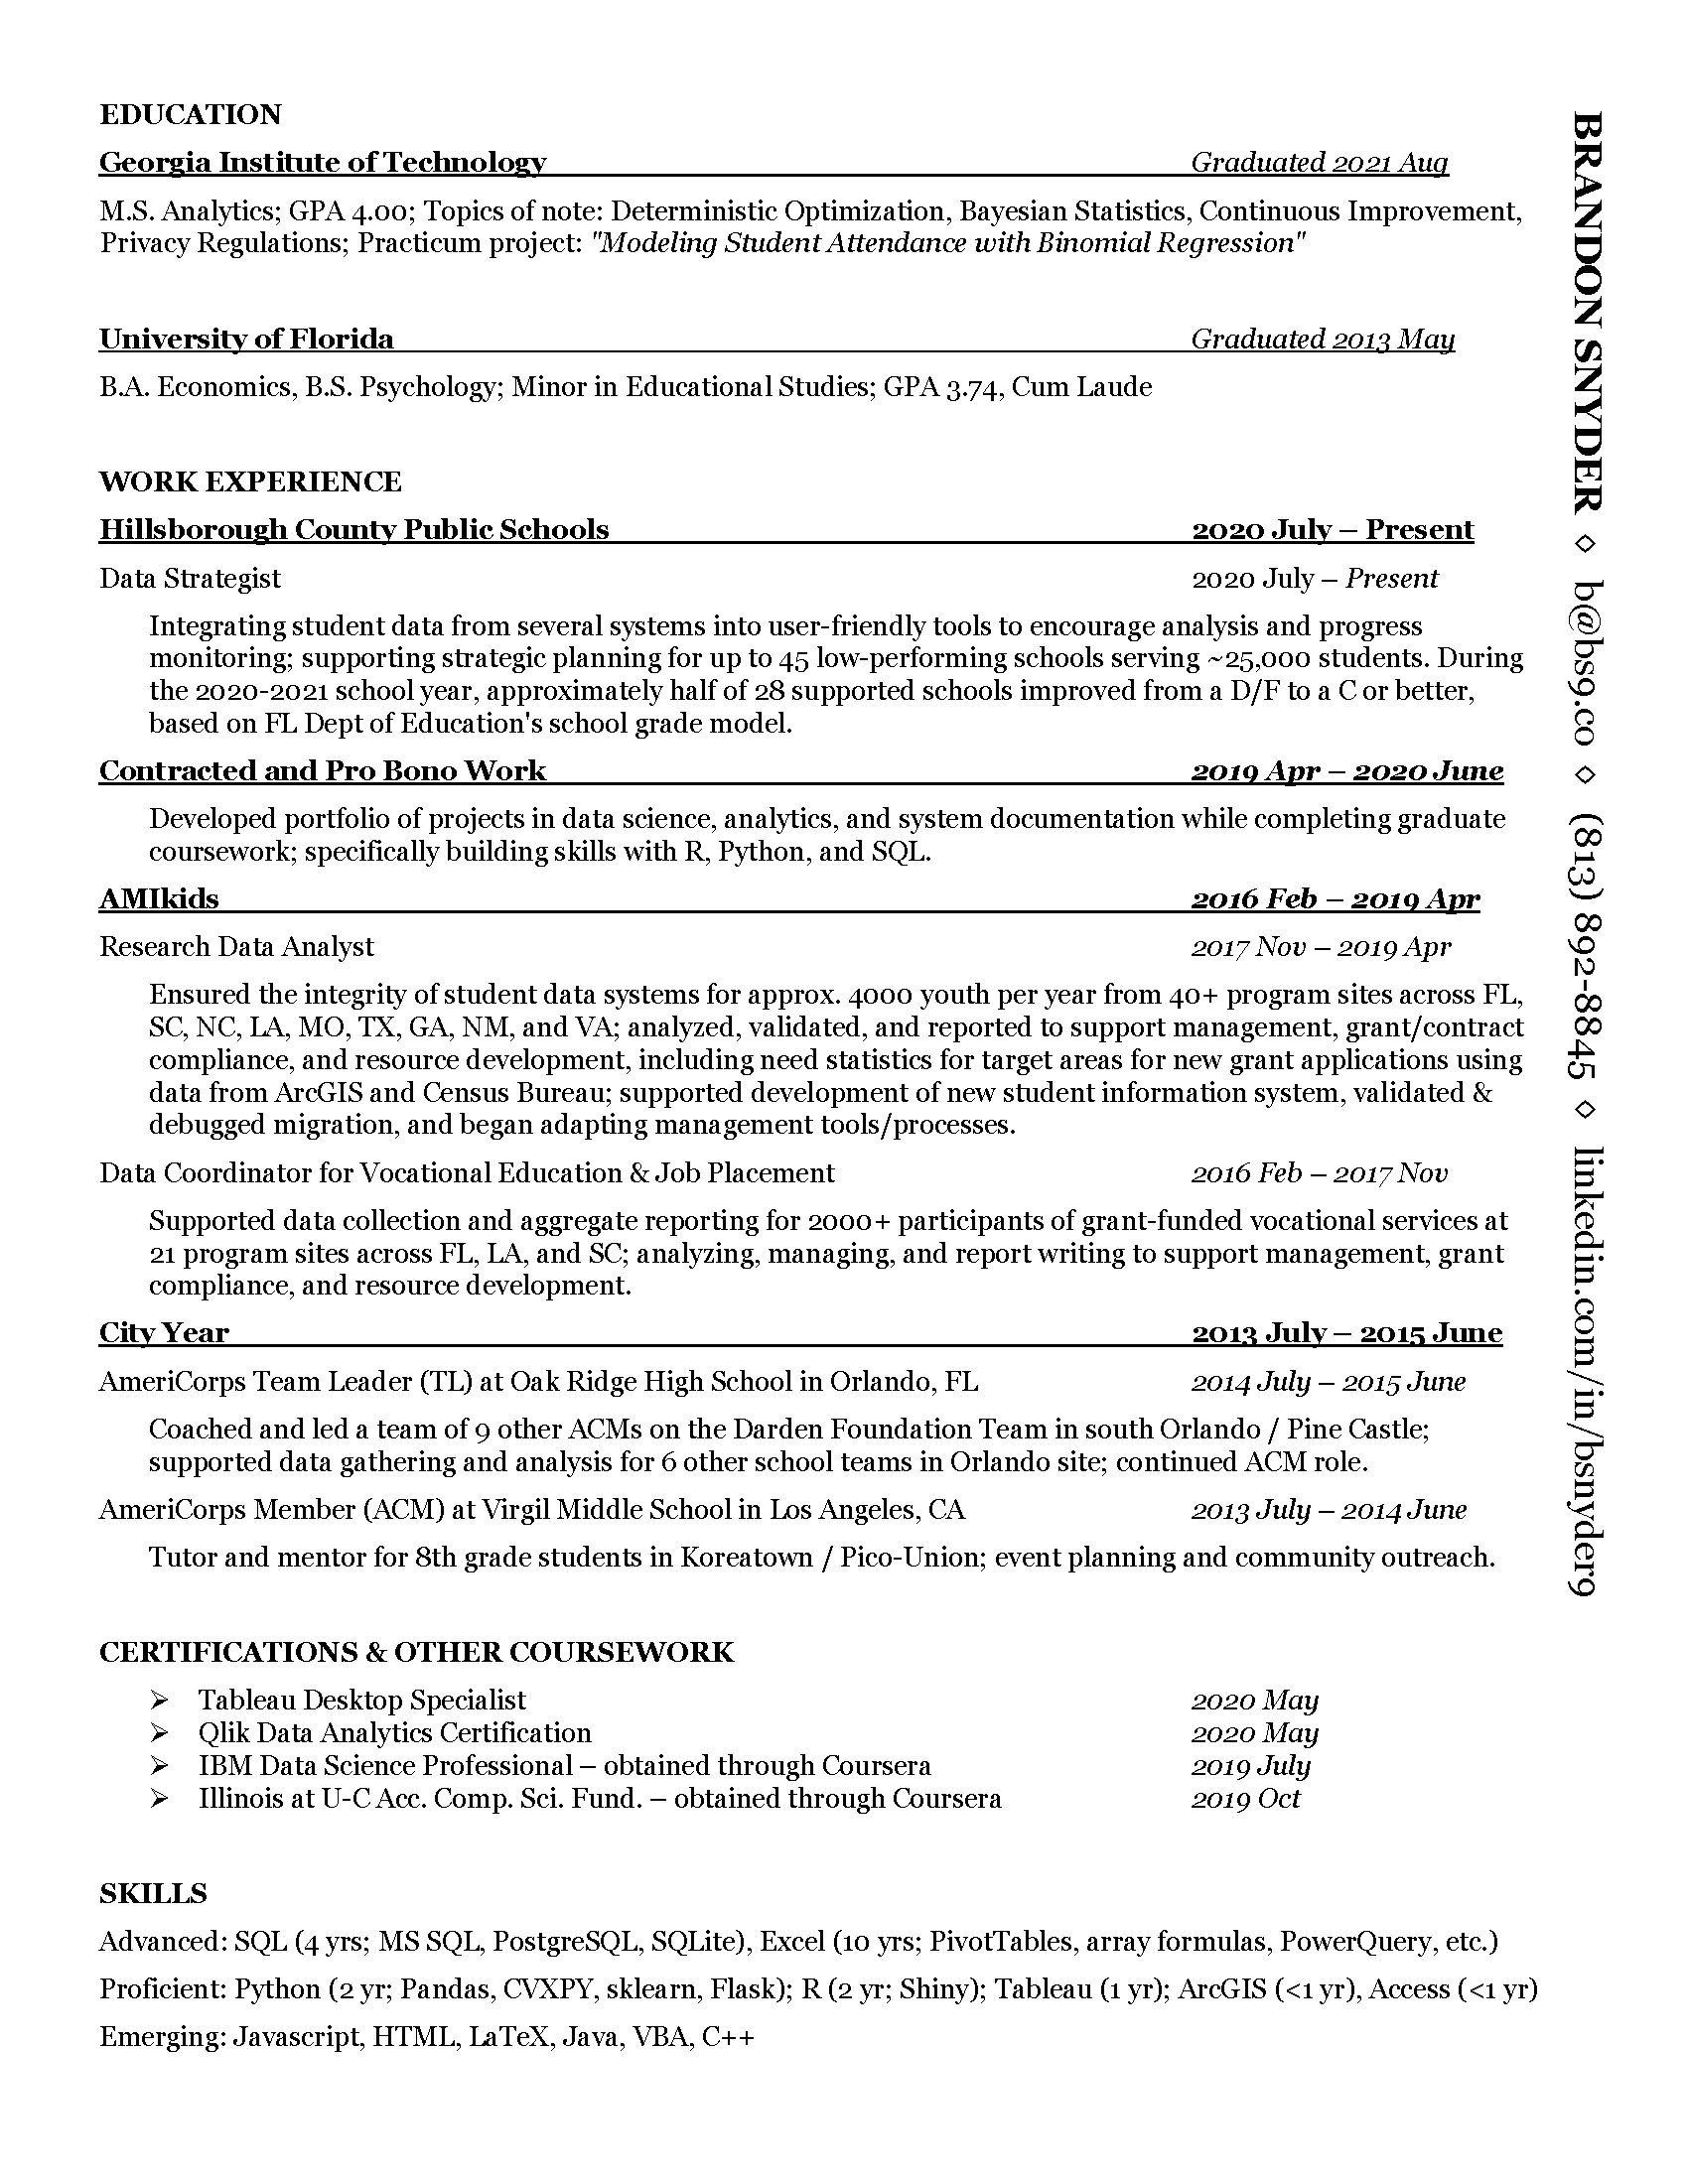 EDUCATION
Georgia Institute of Technology Graduated 2021 Aug
M.S. Analytics; GPA 4.00; Topics of note: Deterministic Optimization, Bayesian Statistics, Continuous Improvement,
Privacy Regulations; Practicum project: "Modeling Student Attendance with Binomial Regression"
University of Florida Graduated 2013 May
B.A. Economics, B.S. Psychology; Minor in Educational Studies; GPA 3.74, Cum Laude
WORK EXPERIENCE
Hillsborough County Public Schools 2020 July – Present
Data Strategist 2020 July – Present
Integrating student data from several systems into user-friendly tools to encourage analysis and progress
monitoring; supporting strategic planning for up to 45 low-performing schools serving ~25,000 students. During
the 2020-2021 school year, approximately half of 28 supported schools improved from a D/F to a C or better,
based on FL Dept of Education's school grade model.
Contracted and Pro Bono Work 2019 Apr – 2020 June
Developed portfolio of projects in data science, analytics, and system documentation while completing graduate
coursework; specifically building skills with R, Python, and SQL.
AMIkids 2016 Feb – 2019 Apr
Research Data Analyst 2017 Nov – 2019 Apr
Ensured the integrity of student data systems for approx. 4000 youth per year from 40+ program sites across FL,
SC, NC, LA, MO, TX, GA, NM, and VA; analyzed, validated, and reported to support management, grant/contract
compliance, and resource development, including need statistics for target areas for new grant applications using
data from ArcGIS and Census Bureau; supported development of new student information system, validated &
debugged migration, and began adapting management tools/processes.
Data Coordinator for Vocational Education & Job Placement 2016 Feb – 2017 Nov
Supported data collection and aggregate reporting for 2000+ participants of grant-funded vocational services at
21 program sites across FL, LA, and SC; analyzing, managing, and report writing to support management, grant
compliance, and resource development.
City Year 2013 July – 2015 June
AmeriCorps Team Leader (TL) at Oak Ridge High School in Orlando, FL 2014 July – 2015 June
Coached and led a team of 9 other ACMs on the Darden Foundation Team in south Orlando / Pine Castle;
supported data gathering and analysis for 6 other school teams in Orlando site; continued ACM role.
AmeriCorps Member (ACM) at Virgil Middle School in Los Angeles, CA 2013 July – 2014 June
Tutor and mentor for 8th grade students in Koreatown / Pico-Union; event planning and community outreach.
CERTIFICATIONS & OTHER COURSEWORK
➢ Tableau Desktop Specialist 2020 May
➢ Qlik Data Analytics Certification 2020 May
➢ IBM Data Science Professional – obtained through Coursera 2019 July
➢ Illinois at U-C Acc. Comp. Sci. Fund. – obtained through Coursera 2019 Oct
SKILLS
Advanced: SQL (4 yrs; MS SQL, PostgreSQL, SQLite), Excel (10 yrs; PivotTables, array formulas, PowerQuery, etc.)
Proficient: Python (2 yr; Pandas, CVXPY, sklearn, Flask); R (2 yr; Shiny); Tableau (1 yr); ArcGIS (<1 yr), Access (<1 yr)
Emerging: Javascript, HTML, LaTeX, Java, VBA, C++
BRANDON SNYDER ◊ b@bs9.co ◊ (813) 892-8845 ◊ linkedin.com/in/bsnyder9